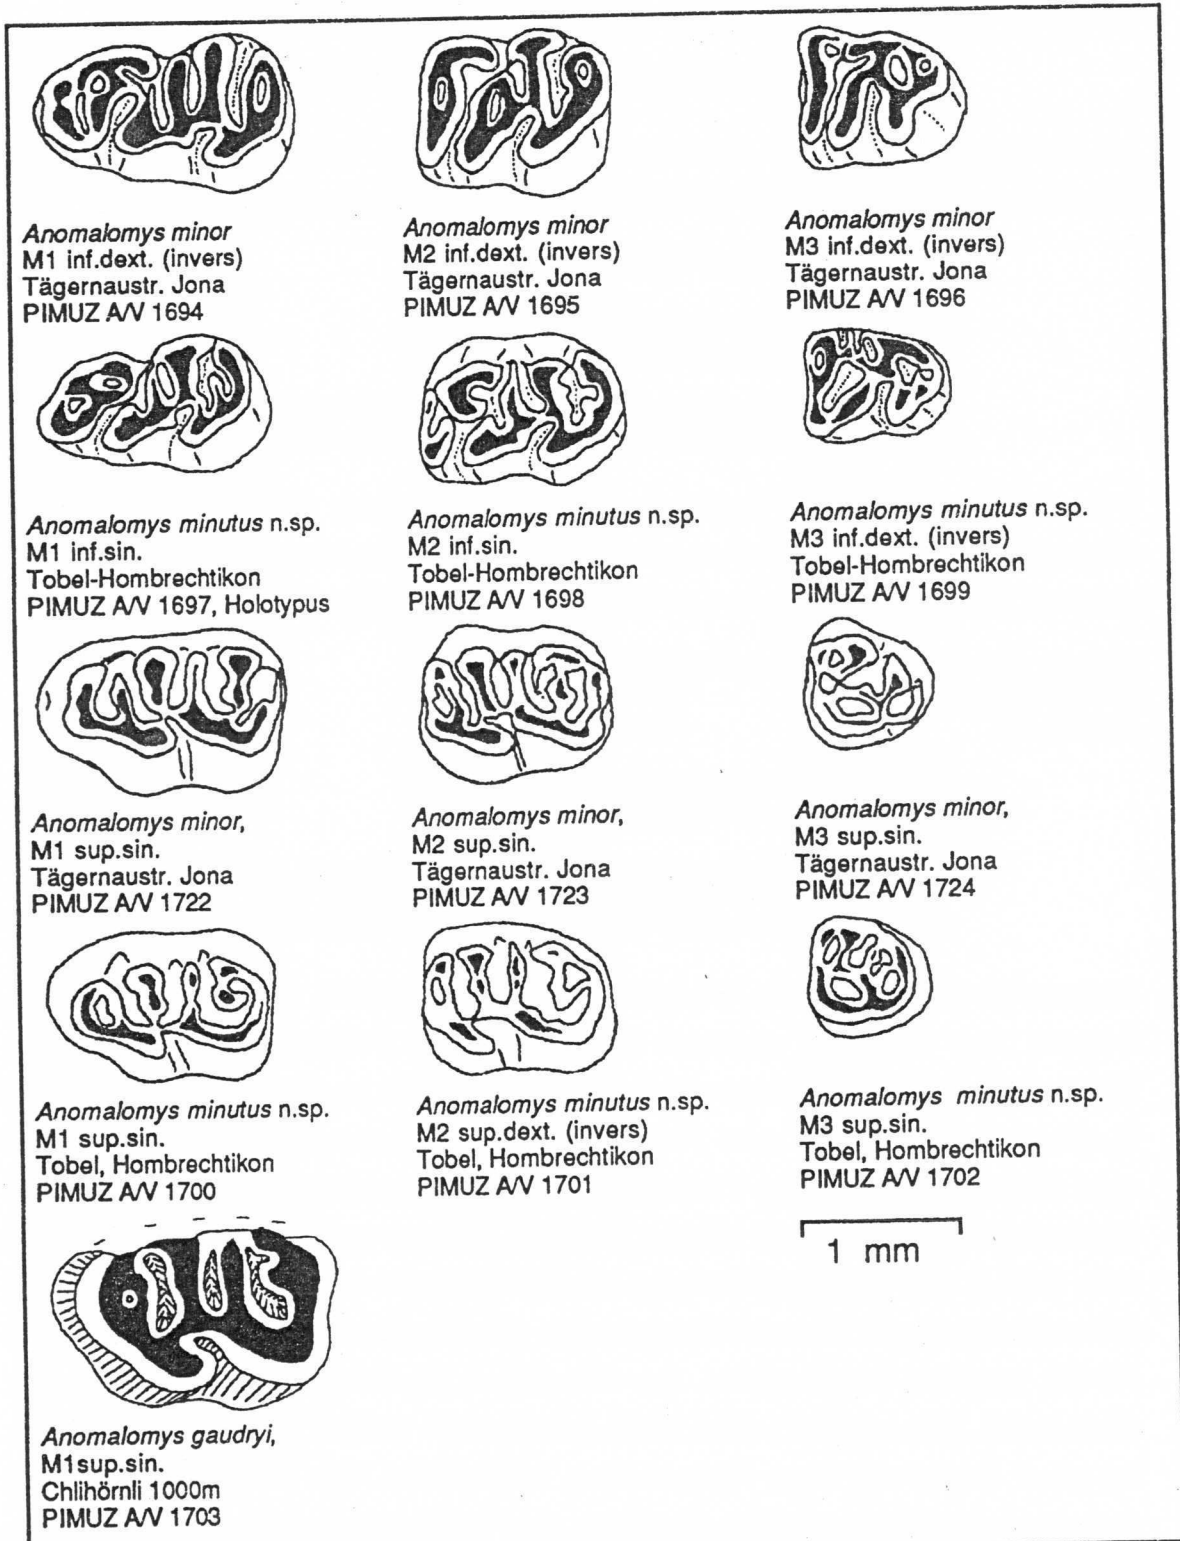 Anomalomys minor
M1 inf.dext. (invers)
Tägernaustr. Jona
PIMUZ A/V 1694
Anomalomys minor
M2 inf.dext. (invers)
Tägernaustr. Jona
PIMUZ A/V 1695
Anomalomys minor
M3 inf.dext. (invers)
Tägernaustr. Jona
PIMUZ A/V 1696
Anomalomys minutus n.sp.
M1 inf.sin.
Tobel-Hombrechtikon
PIMUZ A/V 1697, Holotypus
Anomalomys minutus n.sp.
M2 inf.sin.
Tobel-Hombrechtikon
PIMUZ A/V 1698
Anomalomys minutus n.sp.
M3 inf.dext. (invers)
Tobel-Hombrechtikon
PIMUZ A/V 1699
Anomalomys minor,
M1 sup.sin.
Tägernaustr. Jona
PIMUZ A/V 1722
Anomalomys minor,
M2 sup.sin.
Tägernaustr. Jona
PIMUZ A/V 1723
Anomalomys minor,
M3 sup.sin.
Tägernaustr. Jona
PIMUZ A/V 1724
Anomalomys minutus n.sp.
M1 sup.sin.
Tobel, Hombrechtikon
PIMUZ A/V 1700
Anomalomys minutus n.sp.
M2 sup.dext. (invers)
Tobel, Hombrechtikon
PIMUZ A/V 1701
Anomalomys minutus n.sp.
M3 sup.sin.
Tobel, Hombrechtikon
PIMUZ A/V 1702
1 mm
Anomalomys gaudryi,
M1sup.sin.
Chlihörnli 1000m
PIMUZ A/V 1703